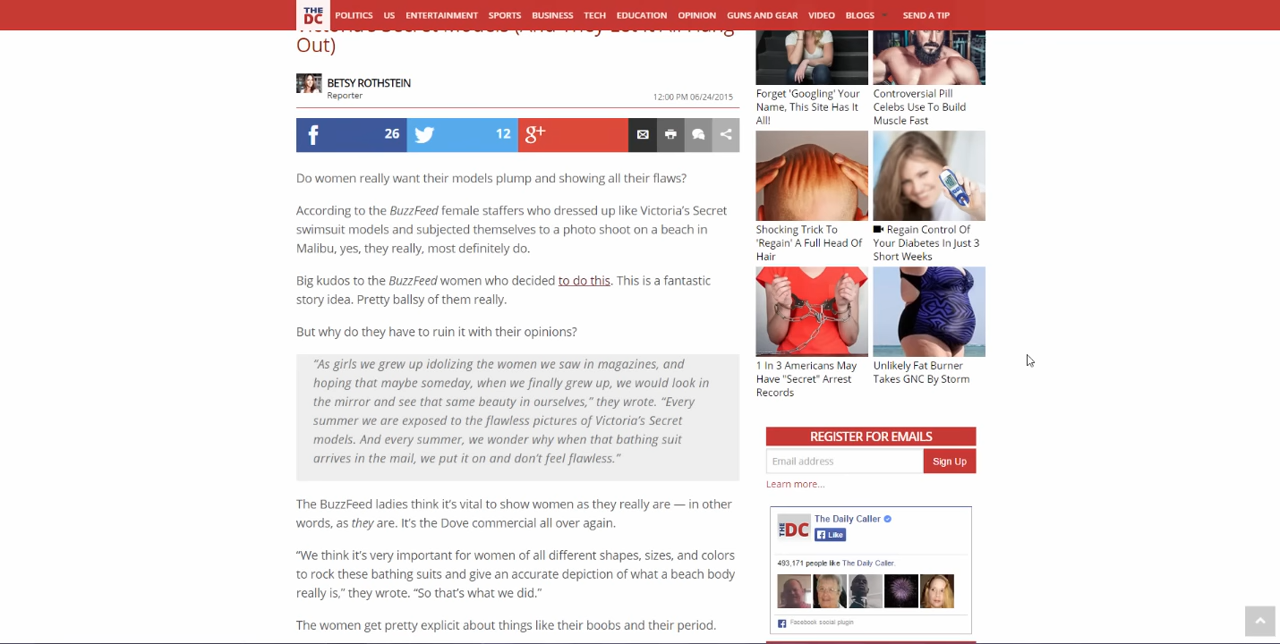 THE DC POLITICS US ENTERTAINMENT SPORTS BUSINESS TECH EDUCATION OPINION GUNS AND GEAR VIDEO BLOGS SEND A TIP
Victoria's Secret Models (And They Let It All Hang
Out)
BETSY ROTHSTEIN
Reporter
12:00 PM 06/24/2015
26 12 g+
Do women really want their models plump and showing all their flaws?
According to the BuzzFeed female staffers who dressed up like Victoria's Secret
swimsuit models and subjected themselves to a photo shoot on a beach in
Malibu, yes, they really, most definitely do.
Big kudos to the BuzzFeed women who decided to do this. This is a fantastic
story idea. Pretty ballsy of them really.
But why do they have to ruin it with their opinions?
“As girls we grew up idolizing the women we saw in magazines, and
hoping that maybe someday, when we finally grew up, we would look in
the mirror and see that same beauty in ourselves,” they wrote. “Every
summer we are exposed to the flawless pictures of Victoria's Secret
models. And every summer, we wonder why when that bathing suit
arrives in the mail, we put it on and don't feel flawless.”
The BuzzFeed ladies think it's vital to show women as they really are — in other
words, as they are. It's the Dove commercial all over again.
“We think it's very important for women of all different shapes, sizes, and colors
to rock these bathing suits and give an accurate depiction of what a beach body
really is,” they wrote. “So that's what we did.”
The women get pretty explicit about things like their boobs and their period.
Forget 'Googling' Your
Name, This Site Has It
All!
Controversial Pill
Celebs Use To Build
Muscle Fast
Shocking Trick To
'Regain' A Full Head Of
Hair
Regain Control Of
Your Diabetes In Just 3
Short Weeks
1 In 3 Americans May
Have "Secret" Arrest
Records
Unlikely Fat Burner
Takes GNC By Storm
REGISTER FOR EMAILS
Email address Sign Up
Learn more...
THE DC
The Daily Caller
Like
493,171 people like The Daily Caller.
Facebook social plugin